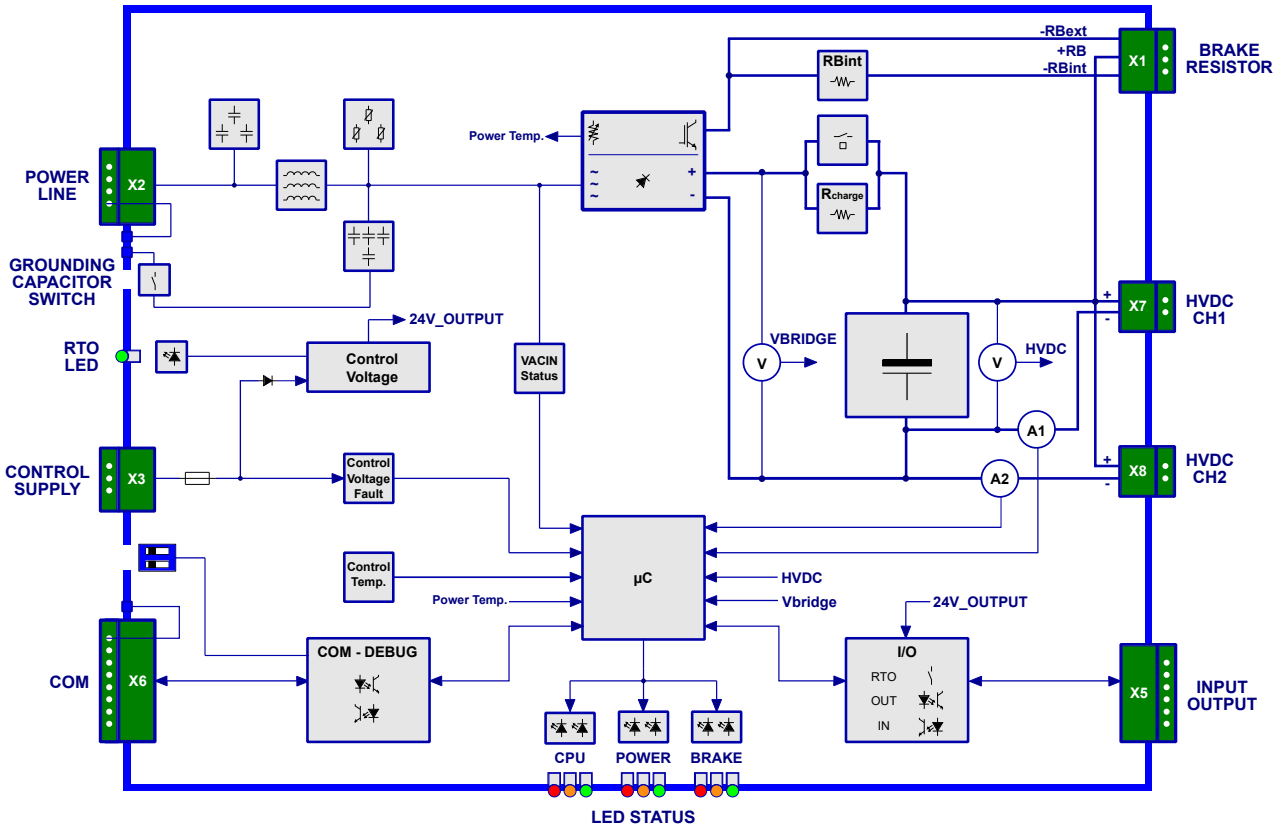 -RBext
+RB
-RBint
X1
BRAKE
RESISTOR
RBint
Power Temp.
POWER
LINE
X2
~
~
~
+
-
Rcharge
GROUNDING
CAPACITOR
SWITCH
+
-
X7
HVDC
CH1
24V_OUTPUT
RTO
LED
Control
Voltage
VACIN
Status
V
VBRIDGE
V
HVDC
A1
CONTROL
SUPPLY
X3
Control
Voltage
Fault
A2
+
-
X8
HVDC
CH2
µC
Control
Temp.
HVDC
Power Temp.
Vbridge
24V_OUTPUT
COM
X6
COM - DEBUG
I/O
RTO
OUT
IN
X5
INPUT
OUTPUT
CPU
POWER
BRAKE
LED STATUS